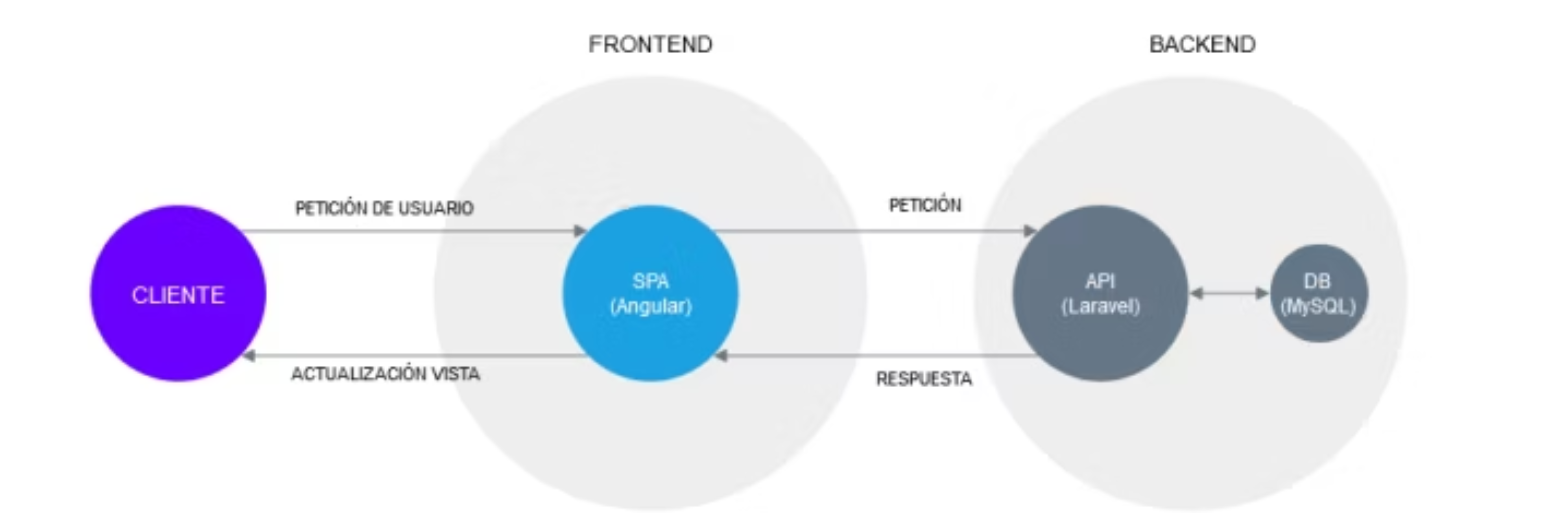 FRONTEND
BACKEND
PETICIÓN DE USUARIO
PETICIÓN
CLIENTE
SPA
(Angular)
API
(Laravel)
DB
(MySQL)
ACTUALIZACIÓN VISTA
RESPUESTA